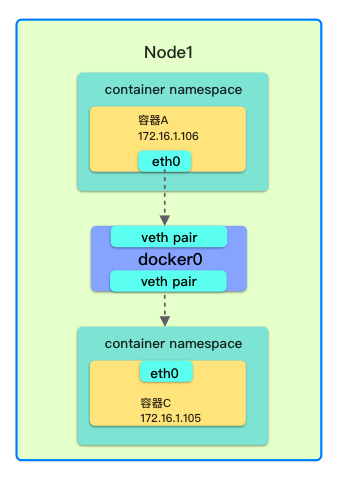 Node1
container namespace
容器A
172.16.1.106
eth0
veth pair
docker0
veth pair
container namespace
eth0
容器C
172.16.1.105